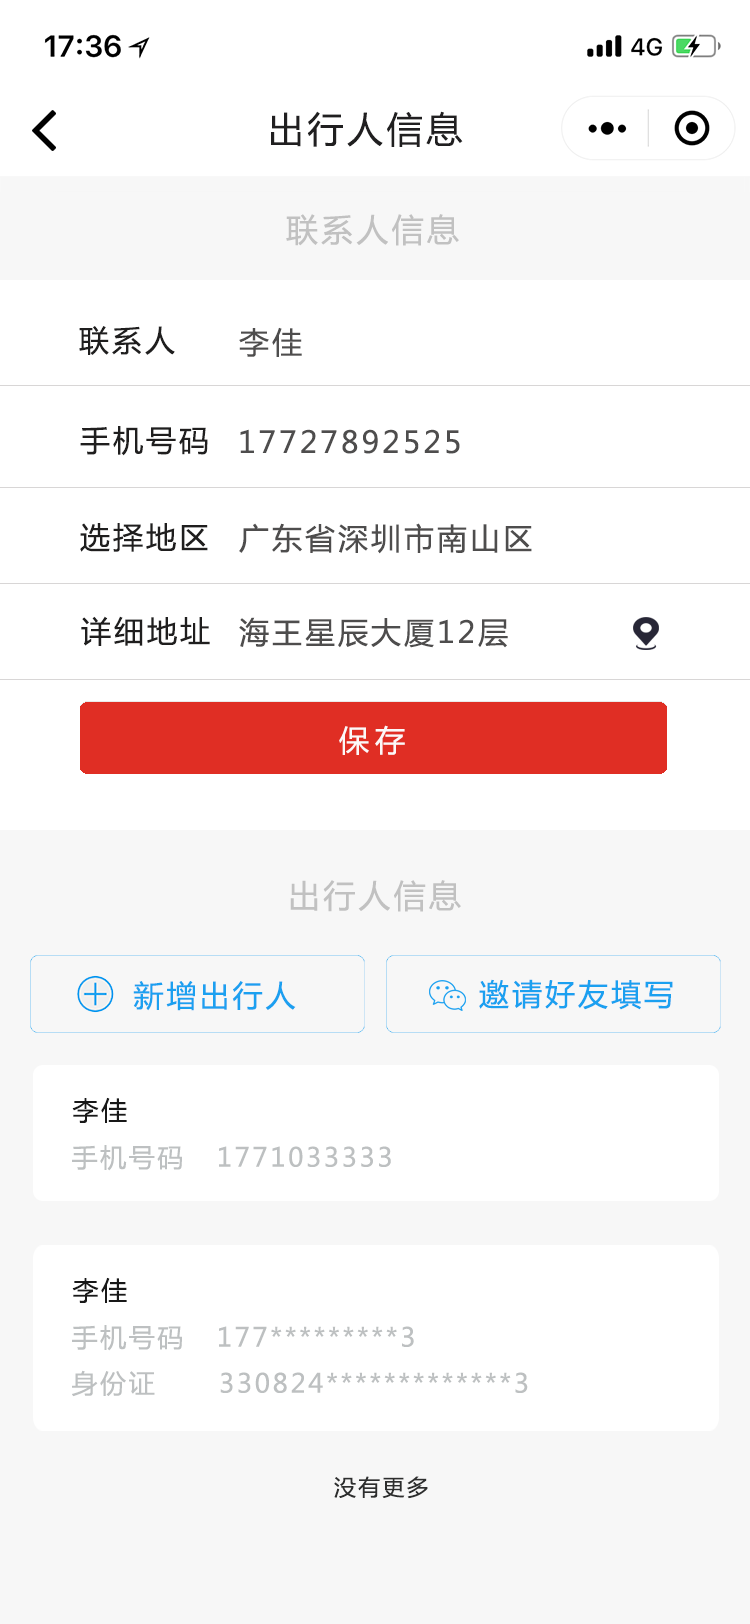 17:36
4G
出行人信息
联系人信息
联系人 李佳
手机号码 17727892525
选择地区 广东省深圳市南山区
详细地址 海王星辰大厦12层
保存
出行人信息
新增出行人 邀请好友填写
李佳
手机号码 1771033333
李佳
手机号码 177*********3
身份证 330824*************3
没有更多